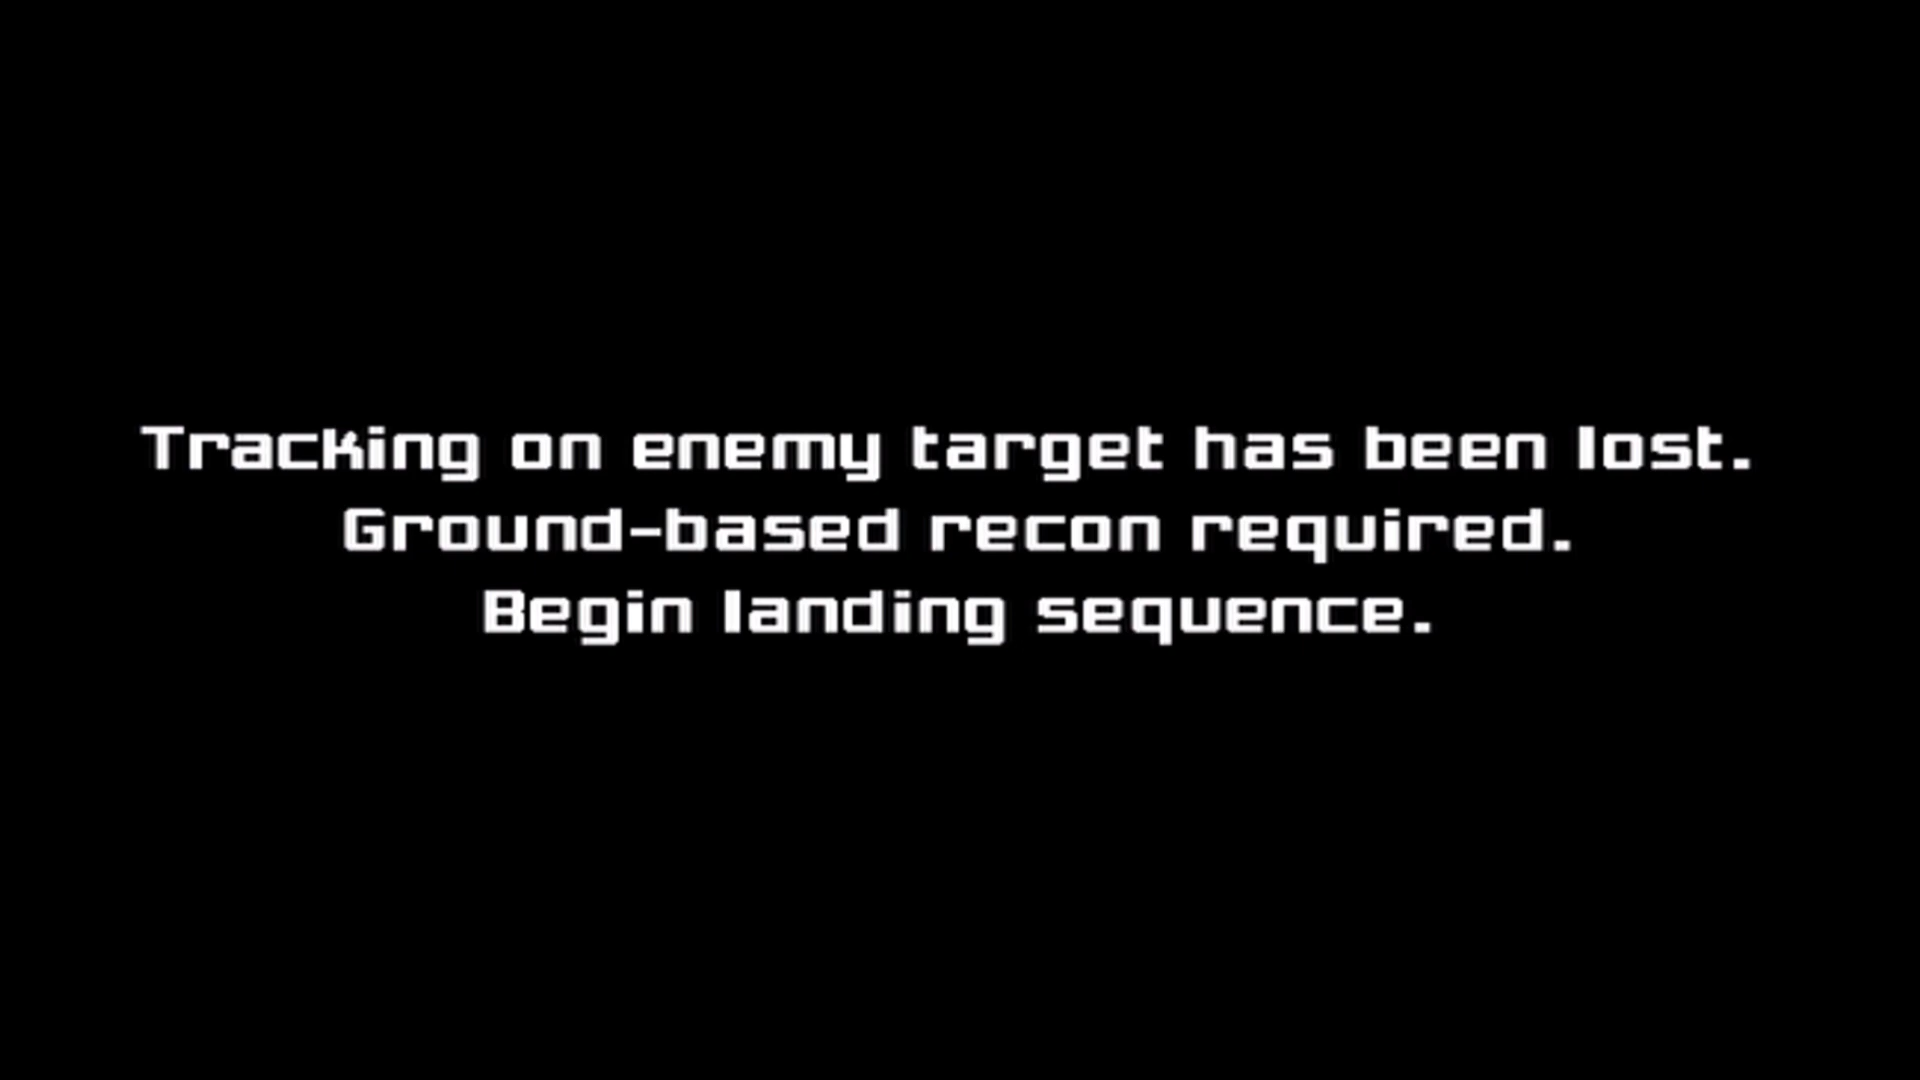 Tracking on enemy target has been lost.
Ground-based recon required.
Begin landing sequence.